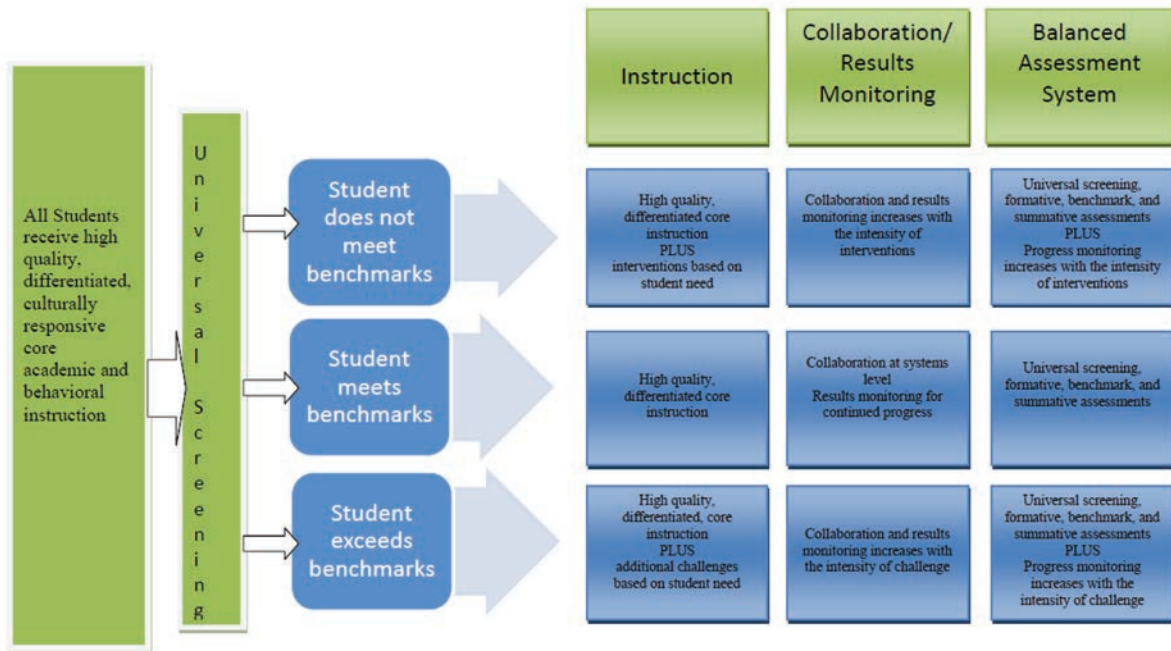 All Students
receive high
quality,
differentiated,
culturally
responsive
core
academic and
behavioral
instruction
Universal Screening
Student
does not
meet
benchmarks
Student
meets
benchmarks
Student
exceeds
benchmarks
Instruction
Collaboration/
Results
Monitoring
Balanced
Assessment
System
High quality,
differentiated core
instruction
PLUS
interventions based on
student need
Collaboration and results
monitoring increases with
the intensity of
interventions
Universal screening,
formative, benchmark, and
summative assessments
PLUS
Progress monitoring
increases with the intensity
of interventions
High quality,
differentiated core
instruction
Collaboration at systems
level
Results monitoring for
continued progress
Universal screening,
formative, benchmark, and
summative assessments
High quality,
differentiated, core
instruction
PLUS
additional challenges
based on student need
Collaboration and results
monitoring increases with
the intensity of challenge
Universal screening,
formative, benchmark, and
summative assessments
PLUS
Progress monitoring
increases with the
intensity of challenge